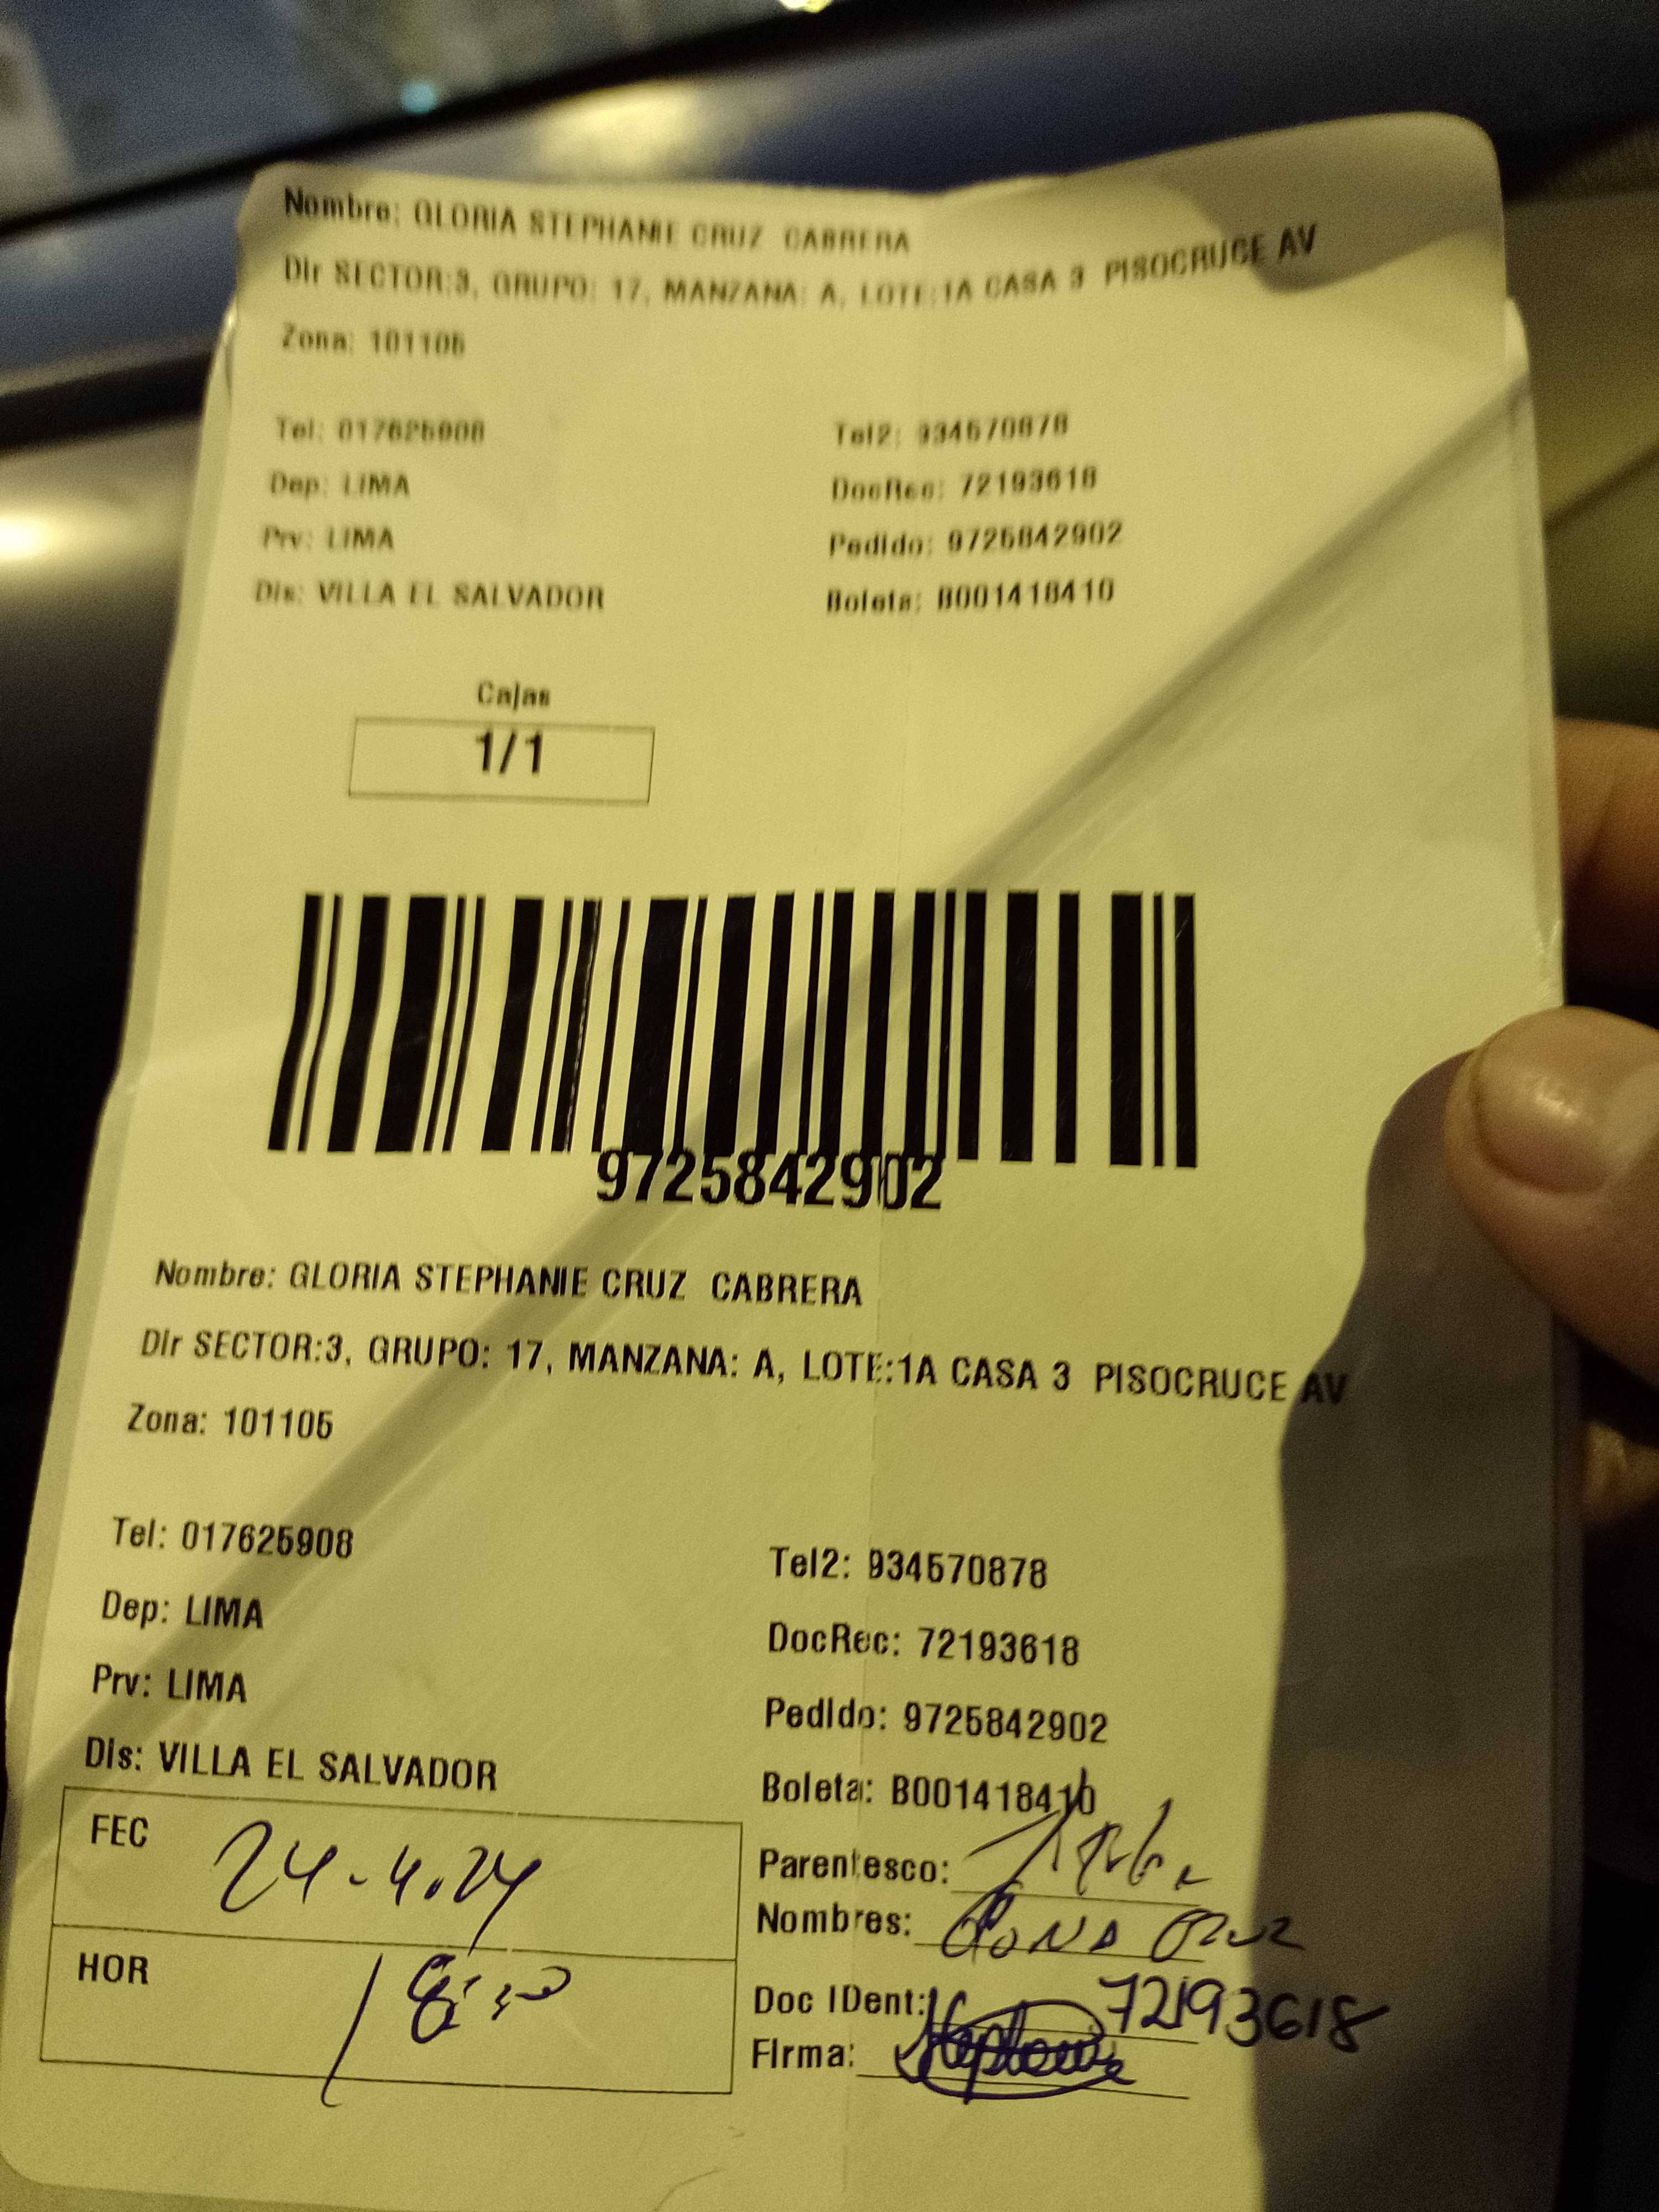 Nombre: GLORIA STEPHANIE CRUZ CABRERA
Dir SECTOR:3, GRUPO: 17, MANZANA: A, LOTE:1A CASA 3 PISOCRUCE AV
Zona: 101105
Tel: 017625908 Tel2: 934570878
Dep: LIMA DocRec: 72193618
Prv: LIMA Pedido: 9725842902
Dis: VILLA EL SALVADOR Boleta: B001418410
Cajas
1/1
9725842902
Nombre: GLORIA STEPHANIE CRUZ CABRERA
Dir SECTOR:3, GRUPO: 17, MANZANA: A, LOTE:1A CASA 3 PISOCRUCE AV
Zona: 101105
Tel: 017625908 Tel2: 934570878
Dep: LIMA DocRec: 72193618
Prv: LIMA Pedido: 9725842902
Dis: VILLA EL SALVADOR Boleta: B001418410
FEC 24-4.24 Parentesco:
Nombres:
HOR Doc IDent: 72193618
Firma: